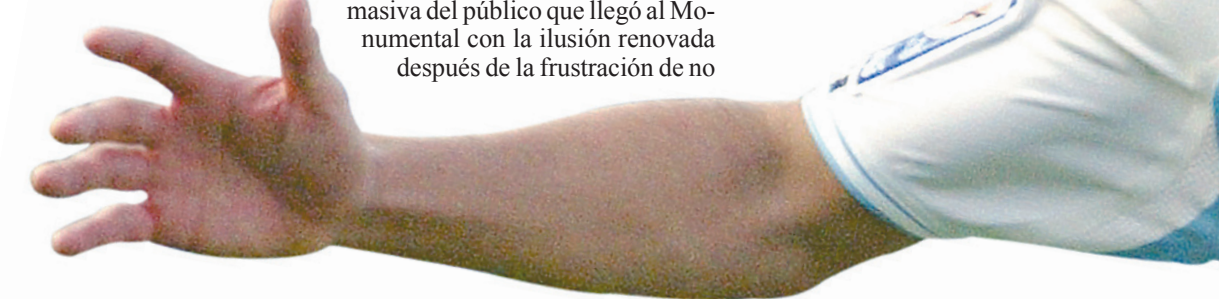 masiva del público que llegó al Mo-
numental con la ilusión renovada
después de la frustración de no